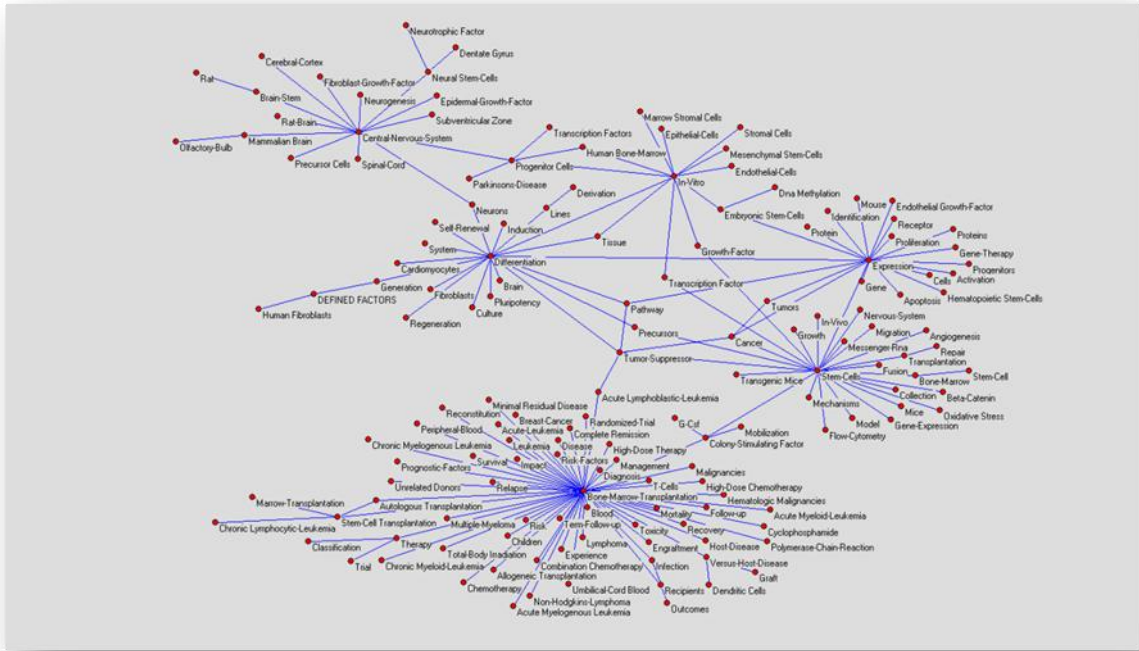 Neurotrophic Factor
Dentate Gyrus
Cerebral-Cortex
Rat
Fibroblast-Growth-Factor
Neural Stem-Cells
Brain-Stem
Neurogenesis
Epidermal-Growth-Factor
Rat-Brain
Subventricular Zone
Central-Nervous-System
Olfactory-Bulb
Mammalian Brain
Precursor Cells
Spinal-Cord
Marrow Stromal Cells
Transcription Factors
Epithelial-Cells
Stromal Cells
Human Bone-Marrow
Mesenchymal Stem-Cells
Progenitor Cells
Endothelial-Cells
Parkinsons-Disease
In-Vitro
Derivation
Dna Methylation
Neurons
Lines
Embryonic Stem-Cells
Mouse
Endothelial Growth-Factor
Identification
Receptor
Protein
Proteins
Self-Renewal
Induction
Tissue
Growth-Factor
Proliferation
System
Gene-Therapy
Differentiation
Expression
Progenitors
Cardiomyocytes
Transcription Factor
Cells
Activation
Generation
Brain
Gene
Fibroblasts
Pluripotency
Apoptosis
Hematopoietic Stem-Cells
DEFINED FACTORS
Human Fibroblasts
Culture
Pathway
Tumors
Regeneration
Nervous-System
In-Vivo
Precursors
Growth
Migration
Angiogenesis
Cancer
Messenger-Rna
Repair
Tumor-Suppressor
Transplantation
Transgenic Mice
Stem-Cells
Fusion
Stem-Cell
Bone-Marrow
Collection
Beta-Catenin
Acute Lymphoblastic-Leukemia
Mechanisms
Mice
Oxidative Stress
Minimal Residual Disease
Model
Gene-Expression
Reconstitution
Breast-Cancer
Randomized-Trial
G-Csf
Flow-Cytometry
Peripheral-Blood
Acute-Leukemia
Complete Remission
Mobilization
Colony-Stimulating Factor
Chronic Myelogenous Leukemia
Leukemia
Disease
High-Dose Therapy
Prognostic-Factors
Survival
Impact
Risk-Factors
Management
Malignancies
Diagnosis
Unrelated Donors
Relapse
T-Cells
High-Dose Chemotherapy
Marrow-Transplantation
Autologous Transplantation
Bone-Marrow-Transplantation
Hematologic Malignancies
Chronic Lymphocytic-Leukemia
Stem-Cell Transplantation
Blood
Mortality
Follow-up
Acute Myeloid-Leukemia
Multiple-Myeloma
Risk
Term-Follow-up
Toxicity
Recovery
Cyclophosphamide
Classification
Therapy
Children
Lymphoma
Engraftment
Host-Disease
Polymerase-Chain-Reaction
Total-Body Irradiation
Experience
Trial
Chronic Myeloid-Leukemia
Combination Chemotherapy
Infection
Versus-Host-Disease
Allogeneic Transplantation
Graft
Chemotherapy
Umbilical-Cord Blood
Recipients
Dendritic Cells
Non-Hodgkins-Lymphoma
Outcomes
Acute Myelogenous Leukemia